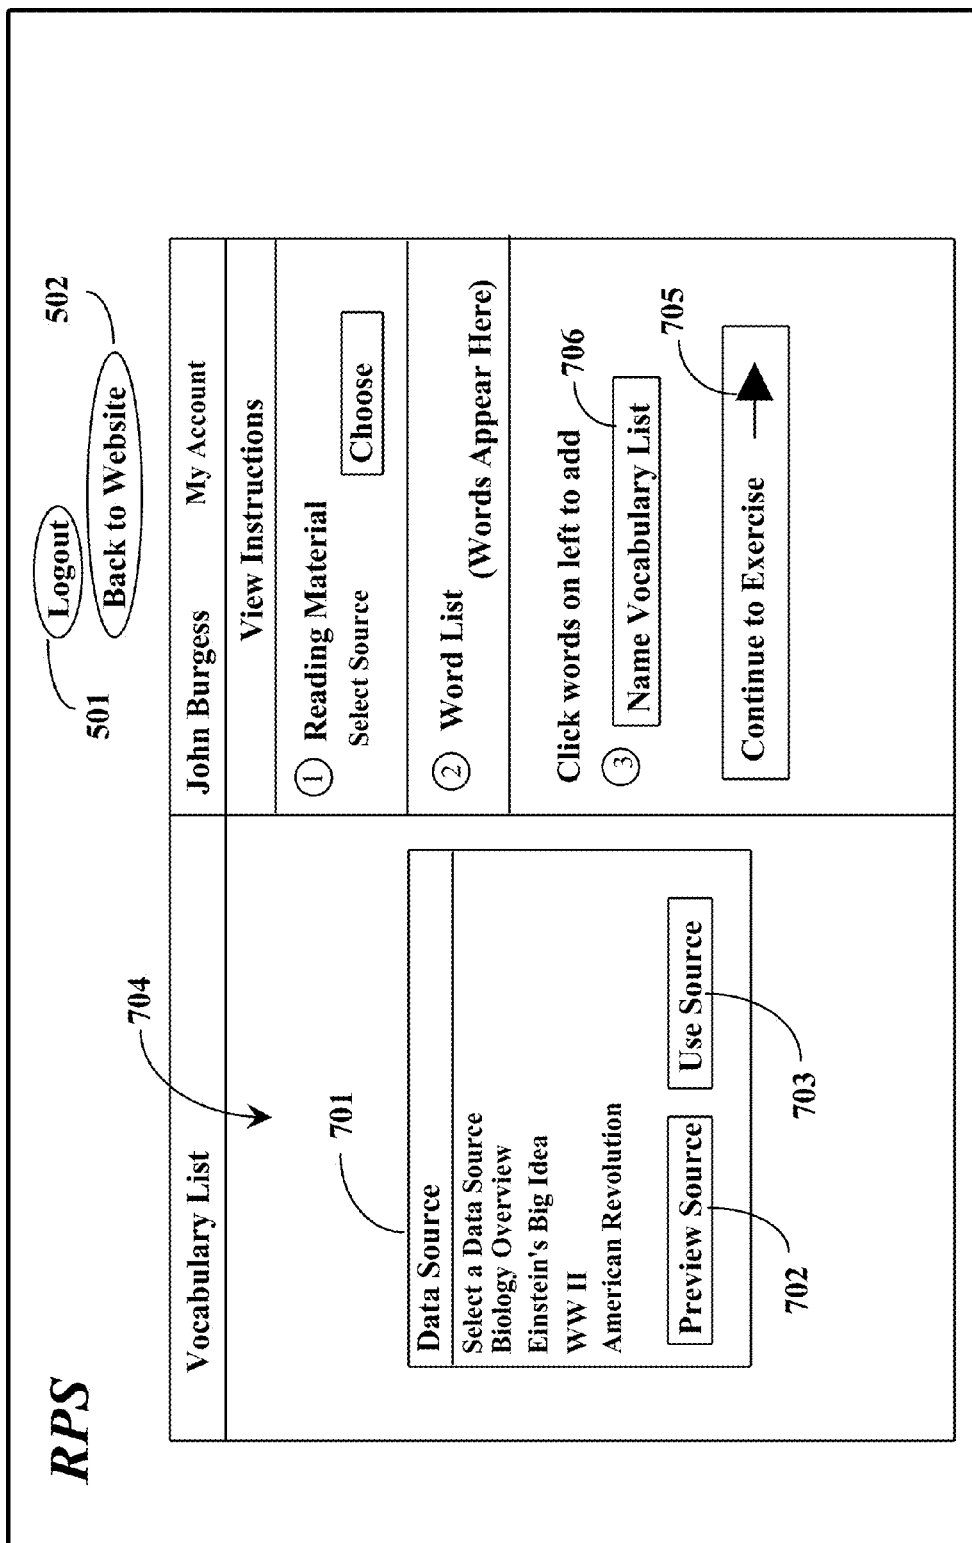 RPS
501
Logout
Back to Website
502
Vocabulary List
John Burgess
My Account
View Instructions
704
701
Data Source
Select a Data Source
Biology Overview
Einstein's Big Idea
WW II
American Revolution
Preview Source
Use Source
702
703
1 Reading Material
Select Source
Choose
2 Word List
(Words Appear Here)
Click words on left to add
3 Name Vocabulary List
706
Continue to Exercise
705